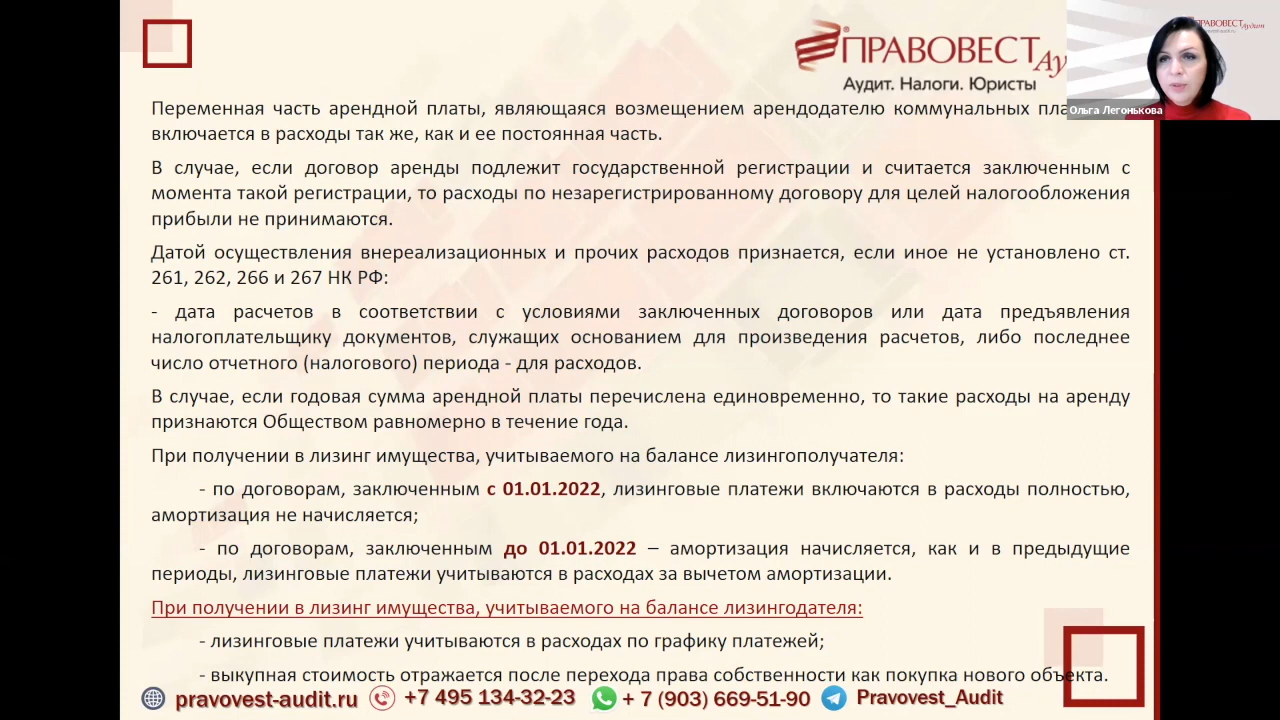 ПРАВОВЕСТ
Аудит. Налоги. Юристы
ПРАВОВЕСТ Аудит
pravovest-audit.ru
Ольга Легонькова
Переменная часть арендной платы, являющаяся возмещением арендодателю коммунальных
включается в расходы так же, как и ее постоянная часть.
В случае, если договор аренды подлежит государственной регистрации и считается заключенным с
момента такой регистрации, то расходы по незарегистрированному договору для целей налогообложения
прибыли не принимаются.
Датой осуществления внереализационных и прочих расходов признается, если иное не установлено ст.
261, 262, 266 и 267 НК РФ:
- дата расчетов в соответствии с условиями заключенных договоров или дата предъявления
налогоплательщику документов, служащих основанием для произведения расчетов, либо последнее
число отчетного (налогового) периода - для расходов.
В случае, если годовая сумма арендной платы перечислена единовременно, то такие расходы на аренду
признаются Обществом равномерно в течение года.
При получении в лизинг имущества, учитываемого на балансе лизингополучателя:
- по договорам, заключенным с 01.01.2022, лизинговые платежи включаются в расходы полностью,
амортизация не начисляется;
- по договорам, заключенным до 01.01.2022 – амортизация начисляется, как и в предыдущие
периоды, лизинговые платежи учитываются в расходах за вычетом амортизации.
При получении в лизинг имущества, учитываемого на балансе лизингодателя:
- лизинговые платежи учитываются в расходах по графику платежей;
- выкупная стоимость отражается после перехода права собственности как покупка нового объекта.
pravovest-audit.ru +7 495 134-32-23 + 7 (903) 669-51-90 Pravovest_Audit